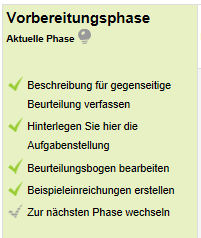 Vorbereitungsphase
Aktuelle Phase
Beschreibung für gegenseitige
Beurteilung verfassen
Hinterlegen Sie hier die
Aufgabenstellung
Beurteilungsbogen bearbeiten
Beispieleinreichungen erstellen
Zur nächsten Phase wechseln